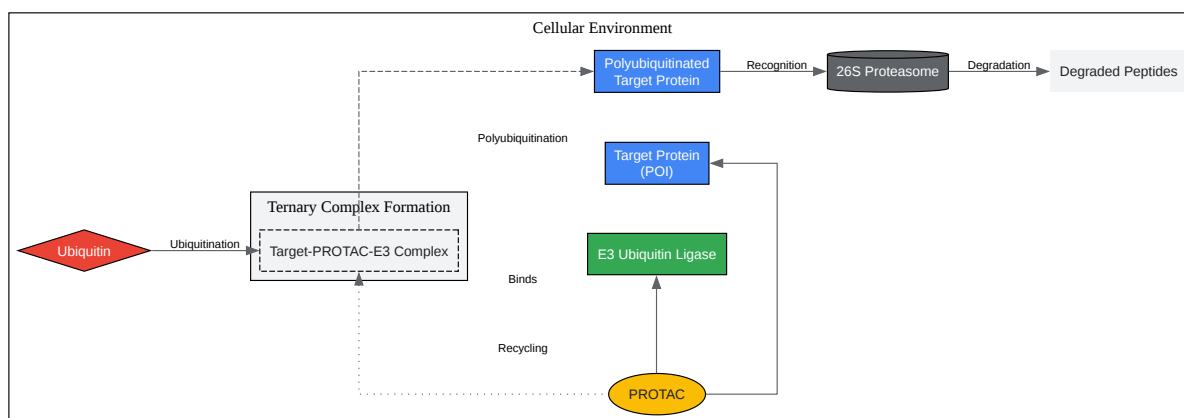 Cellular Environment
Polyubiquitinated
Target Protein
Recognition
26S Proteasome
Degradation
Degraded Peptides
Polyubiquitination
Target Protein
(POI)
Ternary Complex Formation
Ubiquitin
Ubiquitination
Target-PROTAC-E3 Complex
E3 Ubiquitin Ligase
Binds
Recycling
PROTAC